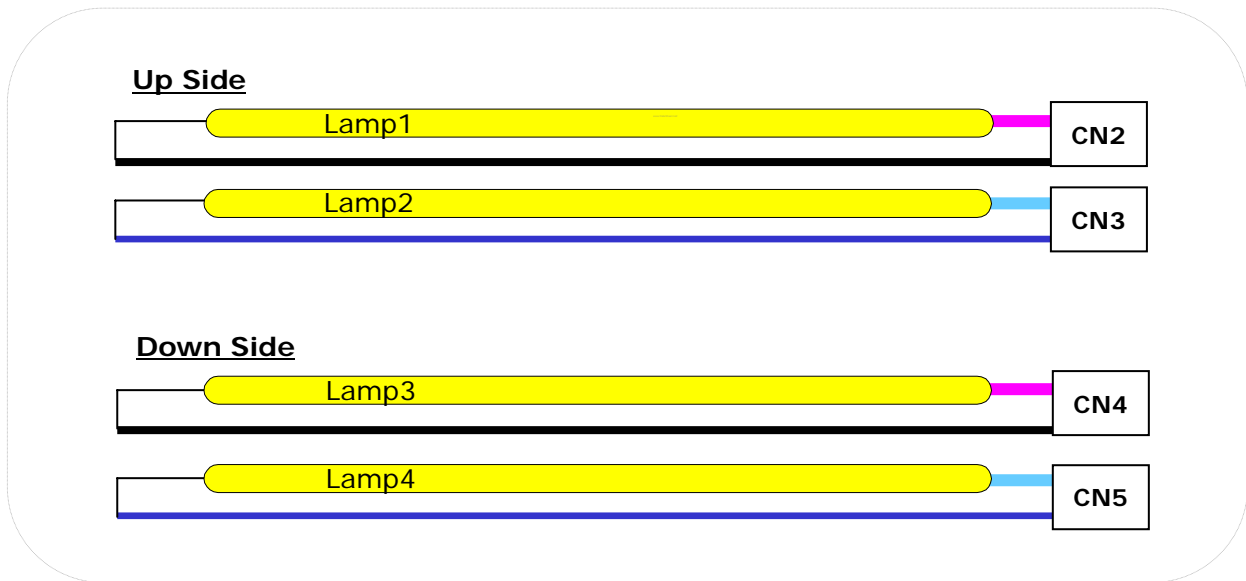 Up Side
Lamp1
CN2
Lamp2
CN3
Down Side
Lamp3
CN4
Lamp4
CN5